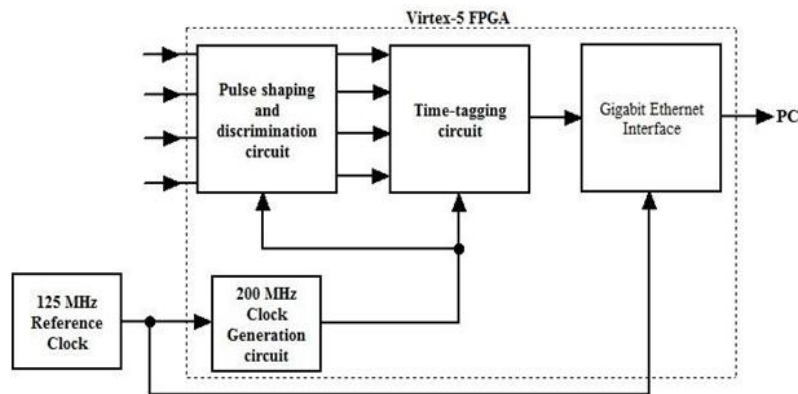 Virtex-5 FPGA
Pulse shaping
and
discrimination
circuit
Time-tagging
circuit
Gigabit Ethernet
Interface
PC
125 MHz
Reference
Clock
200 MHz
Clock
Generation
circuit